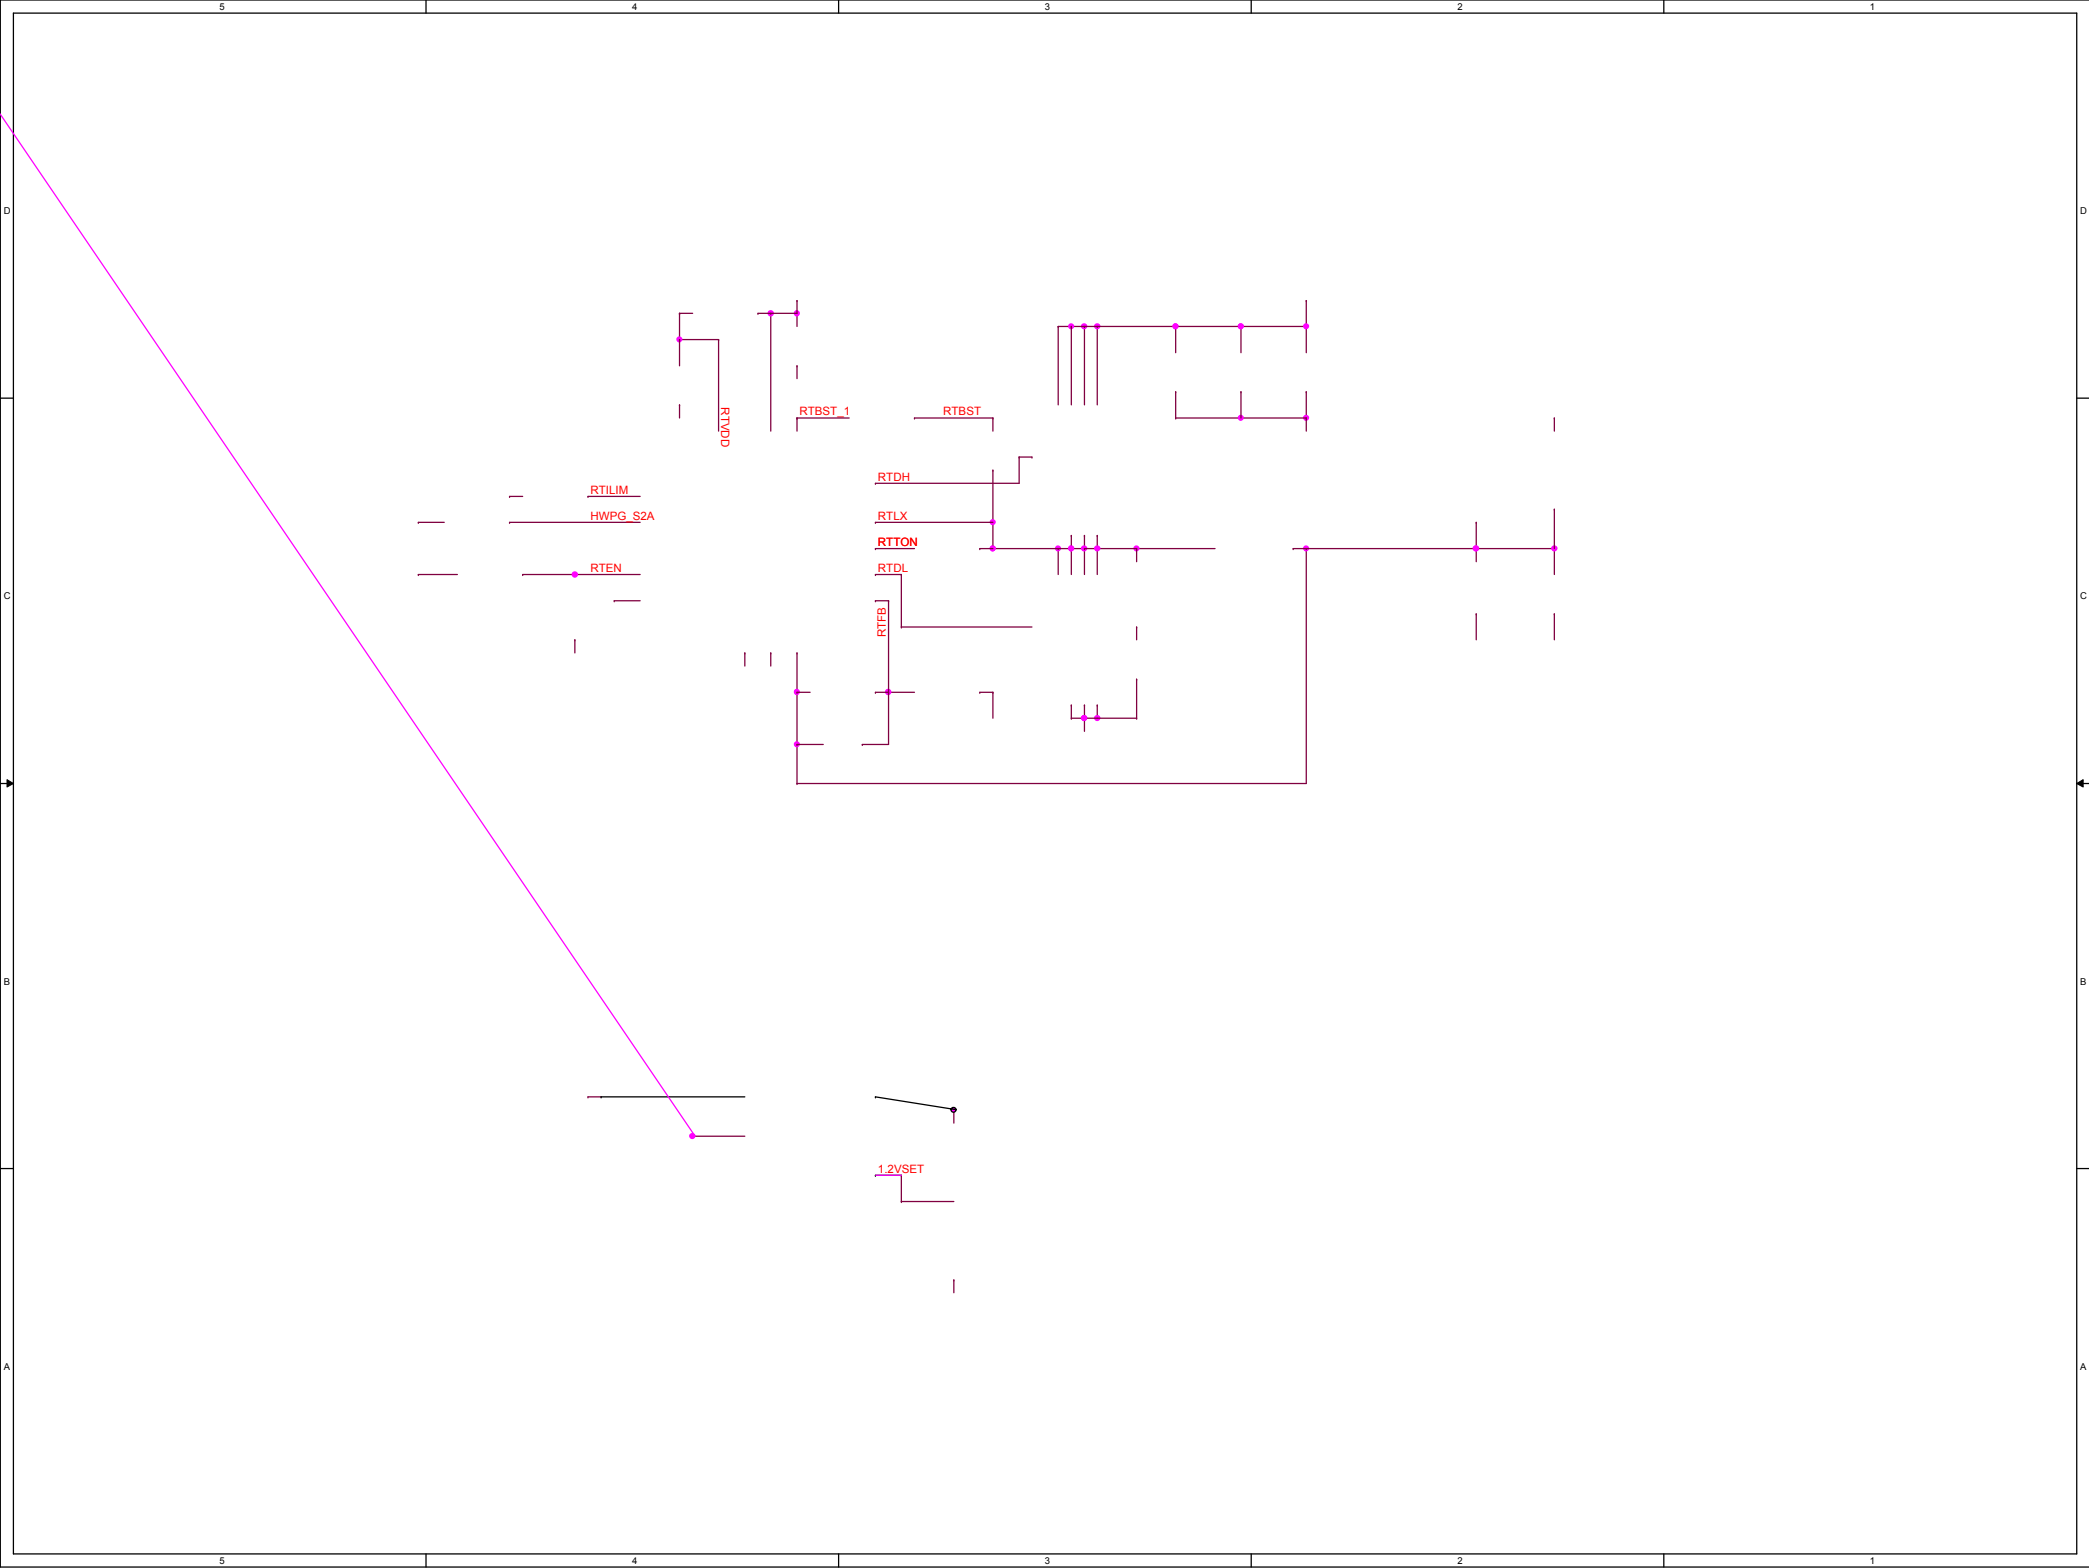 5 4 3 2 1
D D
RTBST_1 RTBST
RTVDD
RTDH
RTILIM
HWPG_S2A RTLX
RTTON
RTEN RTDL
C C
RTFB
B B
1.2VSET
A A
5 4 3 2 1